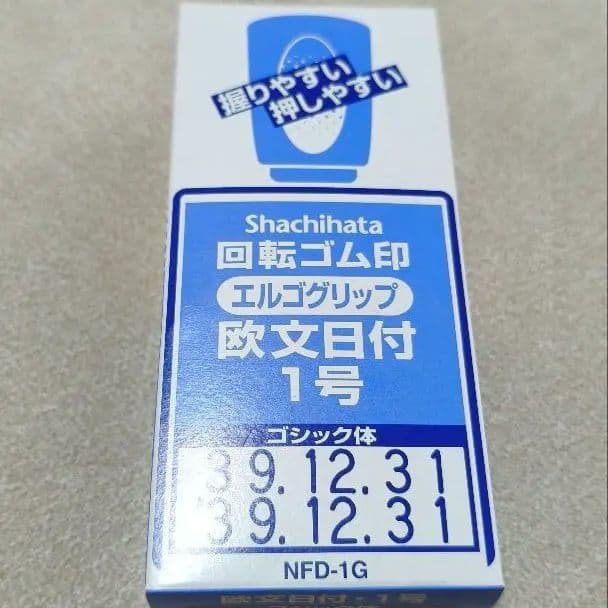 握りやすい
押しやすい
Shachihata
回転ゴム印
エルゴグリップ
欧文日付
1号
ゴシック体
'39.12.31
'39.12.31
NFD-1G
欧文日付・1号